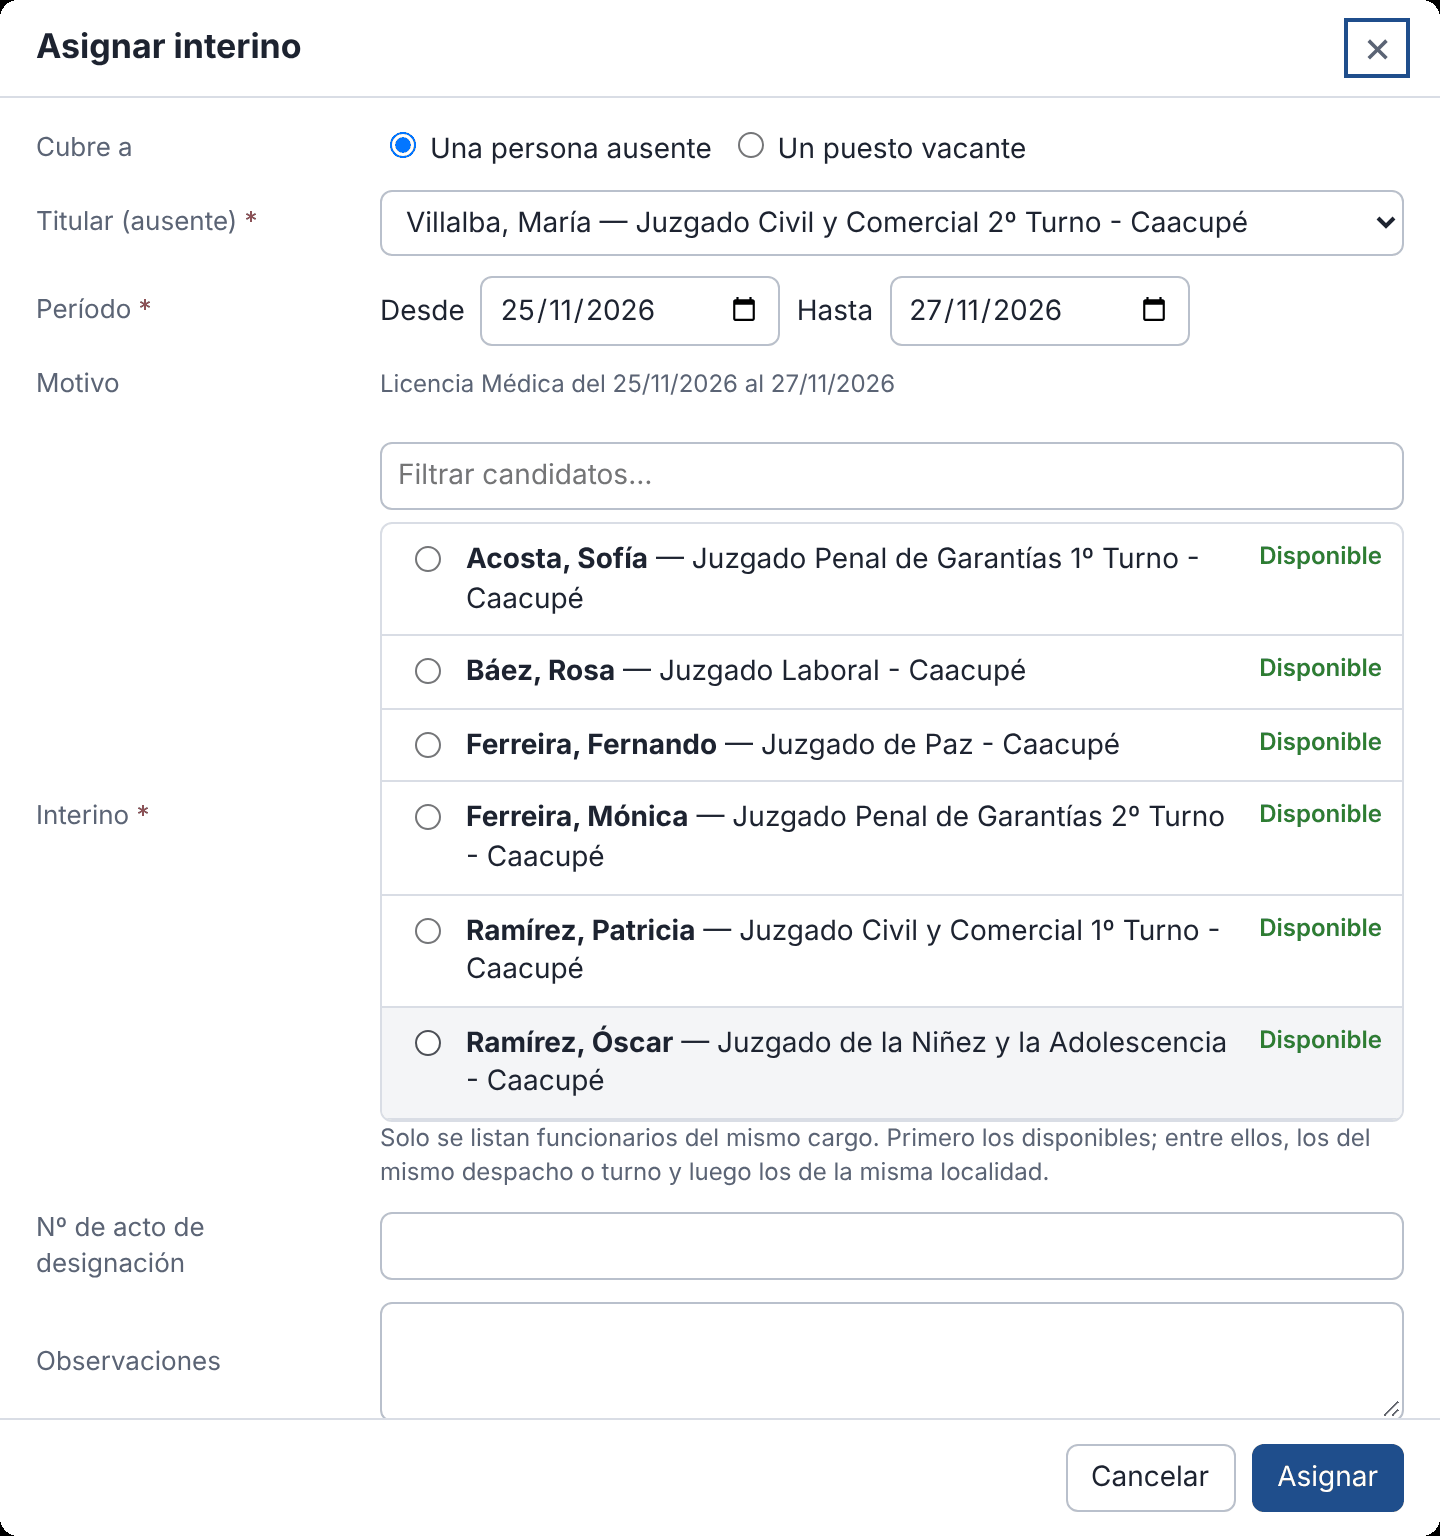 Asignar interino
Cubre a
Una persona ausente
Un puesto vacante
Titular (ausente) *
Villalba, María — Juzgado Civil y Comercial 2º Turno - Caacupé
Período *
Desde 25/11/2026 Hasta 27/11/2026
Motivo
Licencia Médica del 25/11/2026 al 27/11/2026
Interino *
Filtrar candidatos...
Acosta, Sofía — Juzgado Penal de Garantías 1º Turno -
Caacupé
Disponible
Báez, Rosa — Juzgado Laboral - Caacupé
Disponible
Ferreira, Fernando — Juzgado de Paz - Caacupé
Disponible
Ferreira, Mónica — Juzgado Penal de Garantías 2º Turno
- Caacupé
Disponible
Ramírez, Patricia — Juzgado Civil y Comercial 1º Turno -
Caacupé
Disponible
Ramírez, Óscar — Juzgado de la Niñez y la Adolescencia
- Caacupé
Disponible
Solo se listan funcionarios del mismo cargo. Primero los disponibles; entre ellos, los del
mismo despacho o turno y luego los de la misma localidad.
Nº de acto de
designación
Observaciones
Cancelar
Asignar